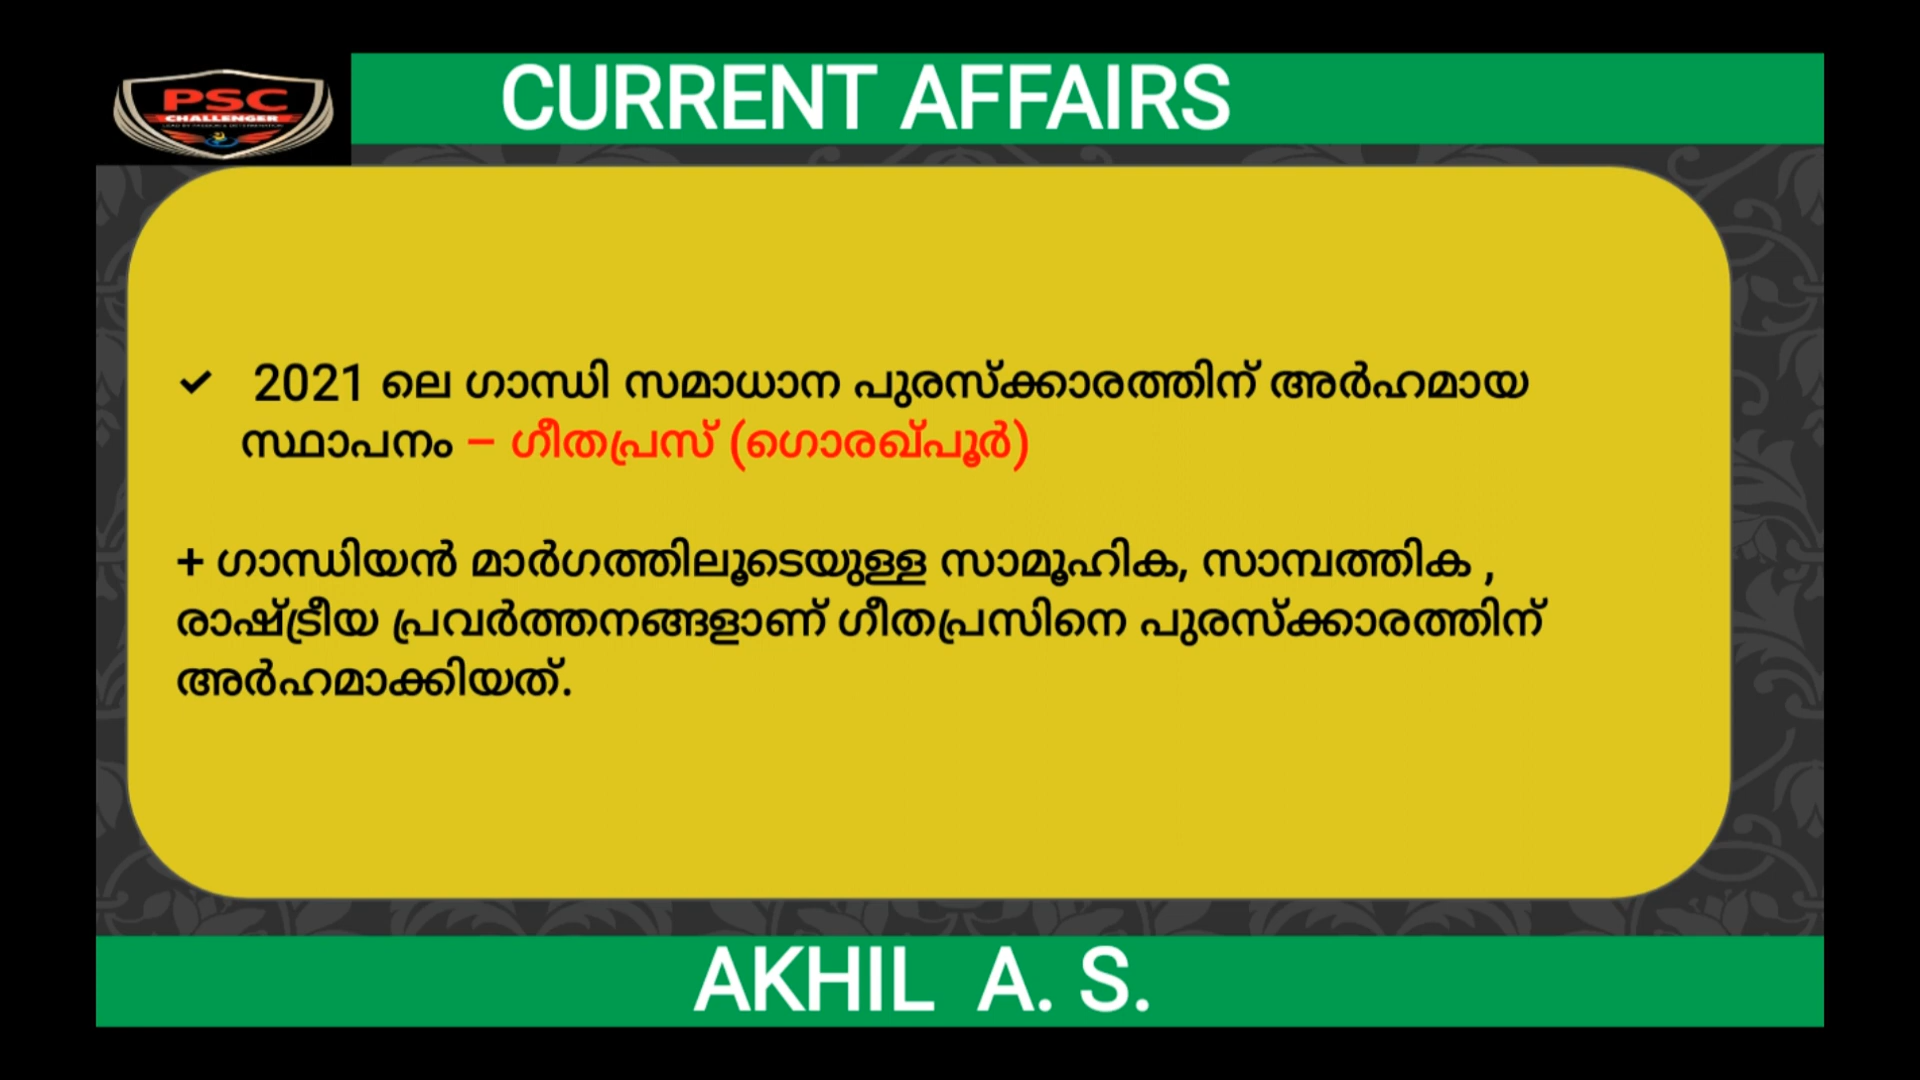 PSC
CHALLENGER
CURRENT AFFAIRS
✓ 2021 ലെ ഗാന്ധി സമാധാന പുരസ്ക്കാരത്തിന് അർഹമായ
സ്ഥാപനം – ഗീതപ്രസ് (ഗൊരഖ്പൂർ)
+ ഗാന്ധിയൻ മാർഗത്തിലൂടെയുള്ള സാമൂഹിക, സാമ്പത്തിക ,
രാഷ്ട്രീയ പ്രവർത്തനങ്ങളാണ് ഗീതപ്രസിനെ പുരസ്ക്കാരത്തിന്
അർഹമാക്കിയത്.
AKHIL A. S.